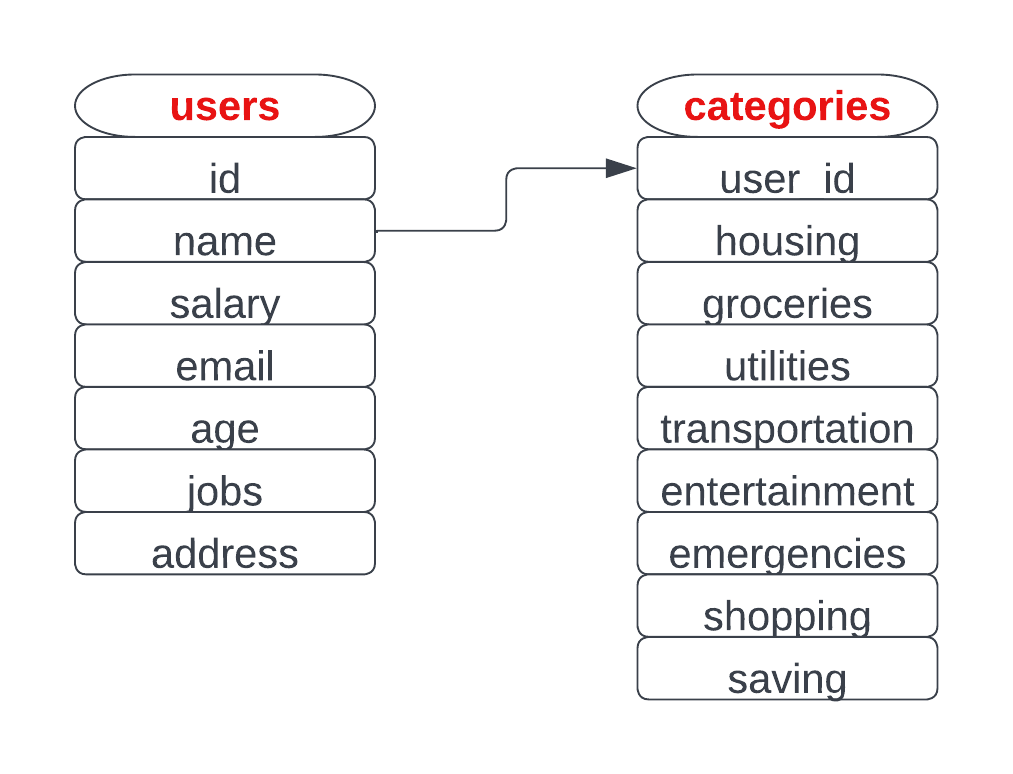 users
id
name
salary
email
age
jobs
address
categories
user_id
housing
groceries
utilities
transportation
entertainment
emergencies
shopping
saving